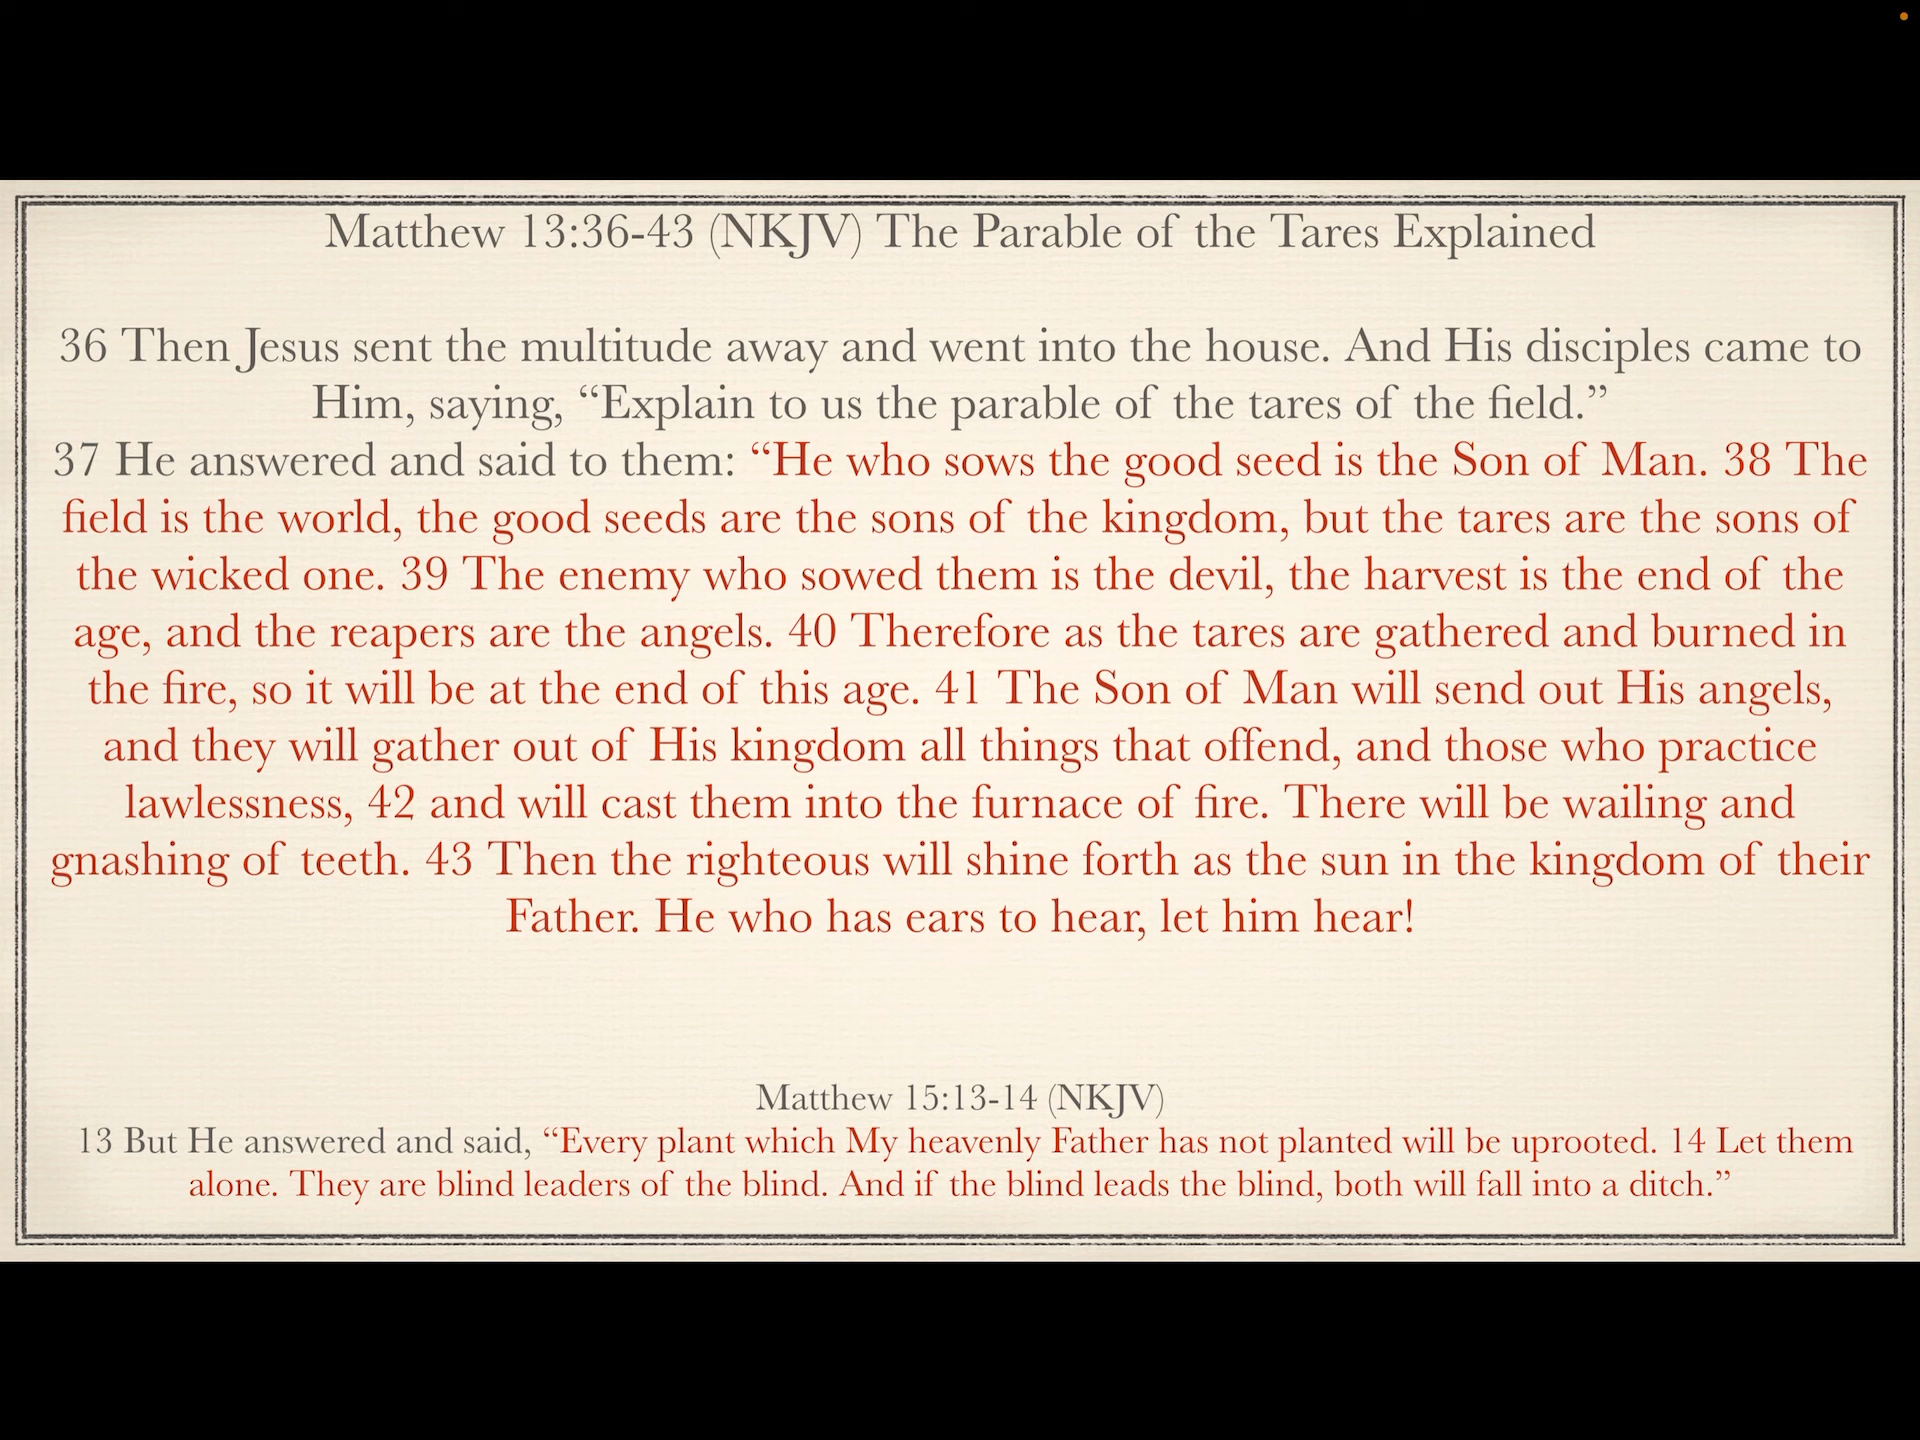 Matthew 13:36-43 (NKJV) The Parable of the Tares Explained
36 Then Jesus sent the multitude away and went into the house. And His disciples came to
Him, saying, “Explain to us the parable of the tares of the field.”
37 He answered and said to them: “He who sows the good seed is the Son of Man. 38 The
field is the world, the good seeds are the sons of the kingdom, but the tares are the sons of
the wicked one. 39 The enemy who sowed them is the devil, the harvest is the end of the
age, and the reapers are the angels. 40 Therefore as the tares are gathered and burned in
the fire, so it will be at the end of this age. 41 The Son of Man will send out His angels,
and they will gather out of His kingdom all things that offend, and those who practice
lawlessness, 42 and will cast them into the furnace of fire. There will be wailing and
gnashing of teeth. 43 Then the righteous will shine forth as the sun in the kingdom of their
Father. He who has ears to hear, let him hear!
Matthew 15:13-14 (NKJV)
13 But He answered and said, “Every plant which My heavenly Father has not planted will be uprooted. 14 Let them
alone. They are blind leaders of the blind. And if the blind leads the blind, both will fall into a ditch.”